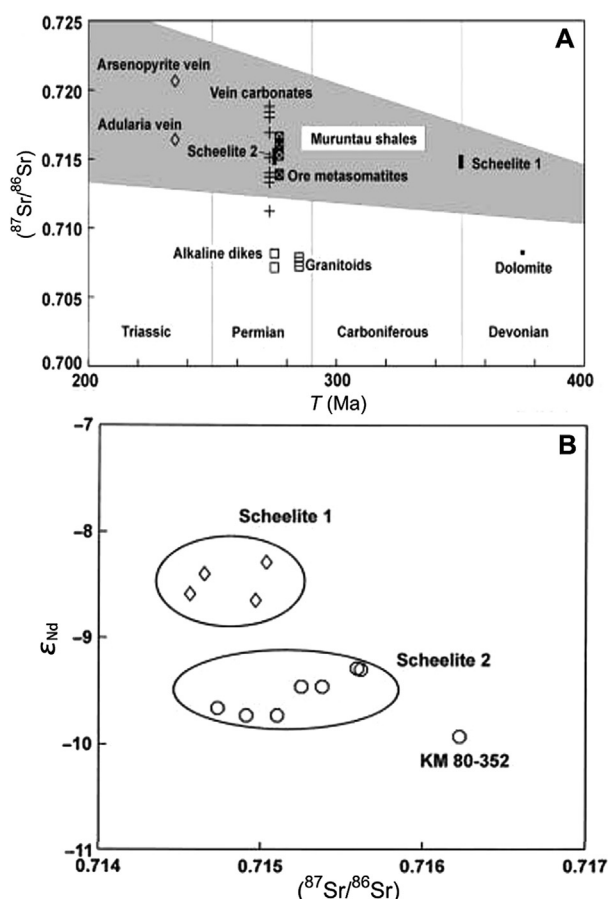 A
0.725
0.720
0.715
0.710
0.705
0.700
(⁸⁷Sr/⁸⁶Sr)
Arsenopyrite vein
Adularia vein
Vein carbonates
Scheelite 2
Muruntau shales
Ore metasomatites
Scheelite 1
Alkaline dikes
Granitoids
Dolomite
Triassic
Permian
Carboniferous
Devonian
200
300
400
T (Ma)
B
–7
–8
–9
–10
–11
εNd
Scheelite 1
Scheelite 2
KM 80-352
0.714
0.715
0.716
0.717
(⁸⁷Sr/⁸⁶Sr)